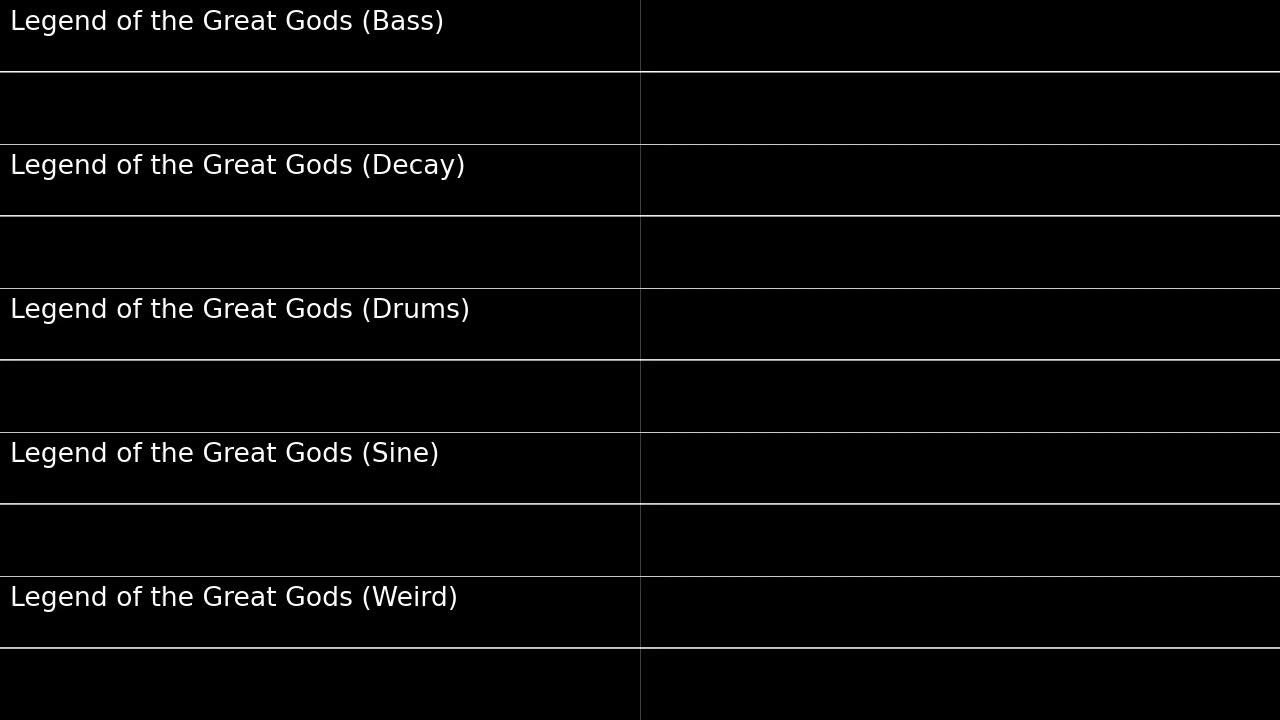 Legend of the Great Gods (Bass)
Legend of the Great Gods (Decay)
Legend of the Great Gods (Drums)
Legend of the Great Gods (Sine)
Legend of the Great Gods (Weird)